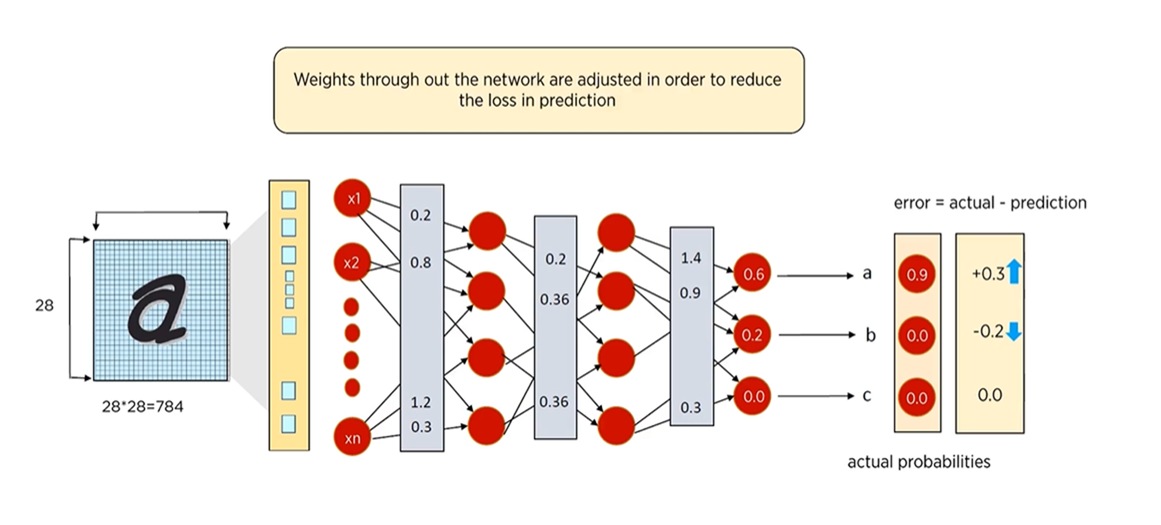 Weights through out the network are adjusted in order to reduce
the loss in prediction
error = actual - prediction
28
a
28*28=784
x1
x2
xn
0.2
0.8
1.2
0.3
0.2
0.36
0.36
1.4
0.9
0.3
0.6
0.2
0.0
a
b
c
0.9
0.0
0.0
+0.3
-0.2
0.0
actual probabilities